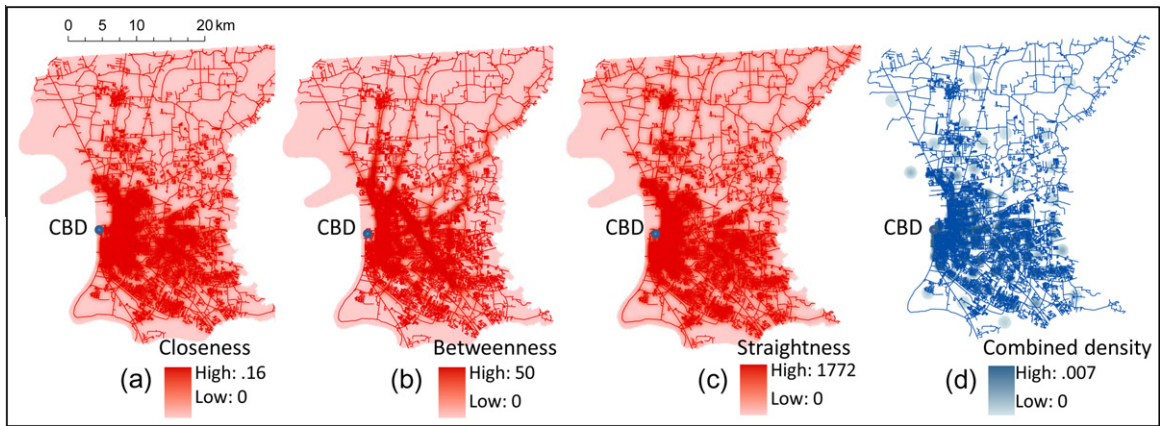 0 5 10 20 km
CBD
CBD
CBD
CBD
Closeness
(a)
High: .16
Low: 0
Betweenness
(b)
High: 50
Low: 0
Straightness
(c)
High: 1772
Low: 0
Combined density
(d)
High: .007
Low: 0